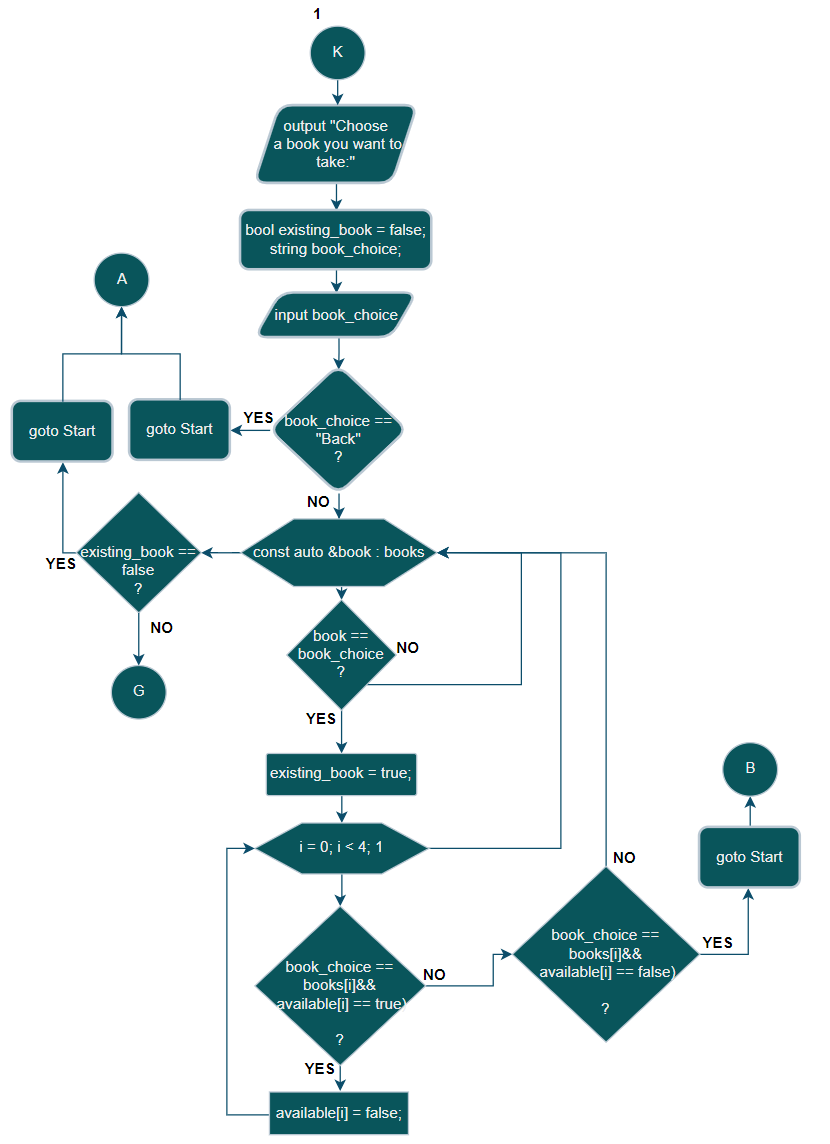 1
K
output "Choose
a book you want to
take:"
bool existing_book = false;
string book_choice;
A
input book_choice
goto Start
goto Start
YES
book_choice ==
"Back"
?
NO
existing_book ==
false
?
YES
const auto &book : books
NO
G
book ==
book_choice
?
NO
YES
existing_book = true;
i = 0; i < 4; 1
B
goto Start
NO
book_choice ==
books[i]&&
available[i] == false)
?
YES
book_choice ==
books[i]&&
available[i] == true)
?
NO
YES
available[i] = false;